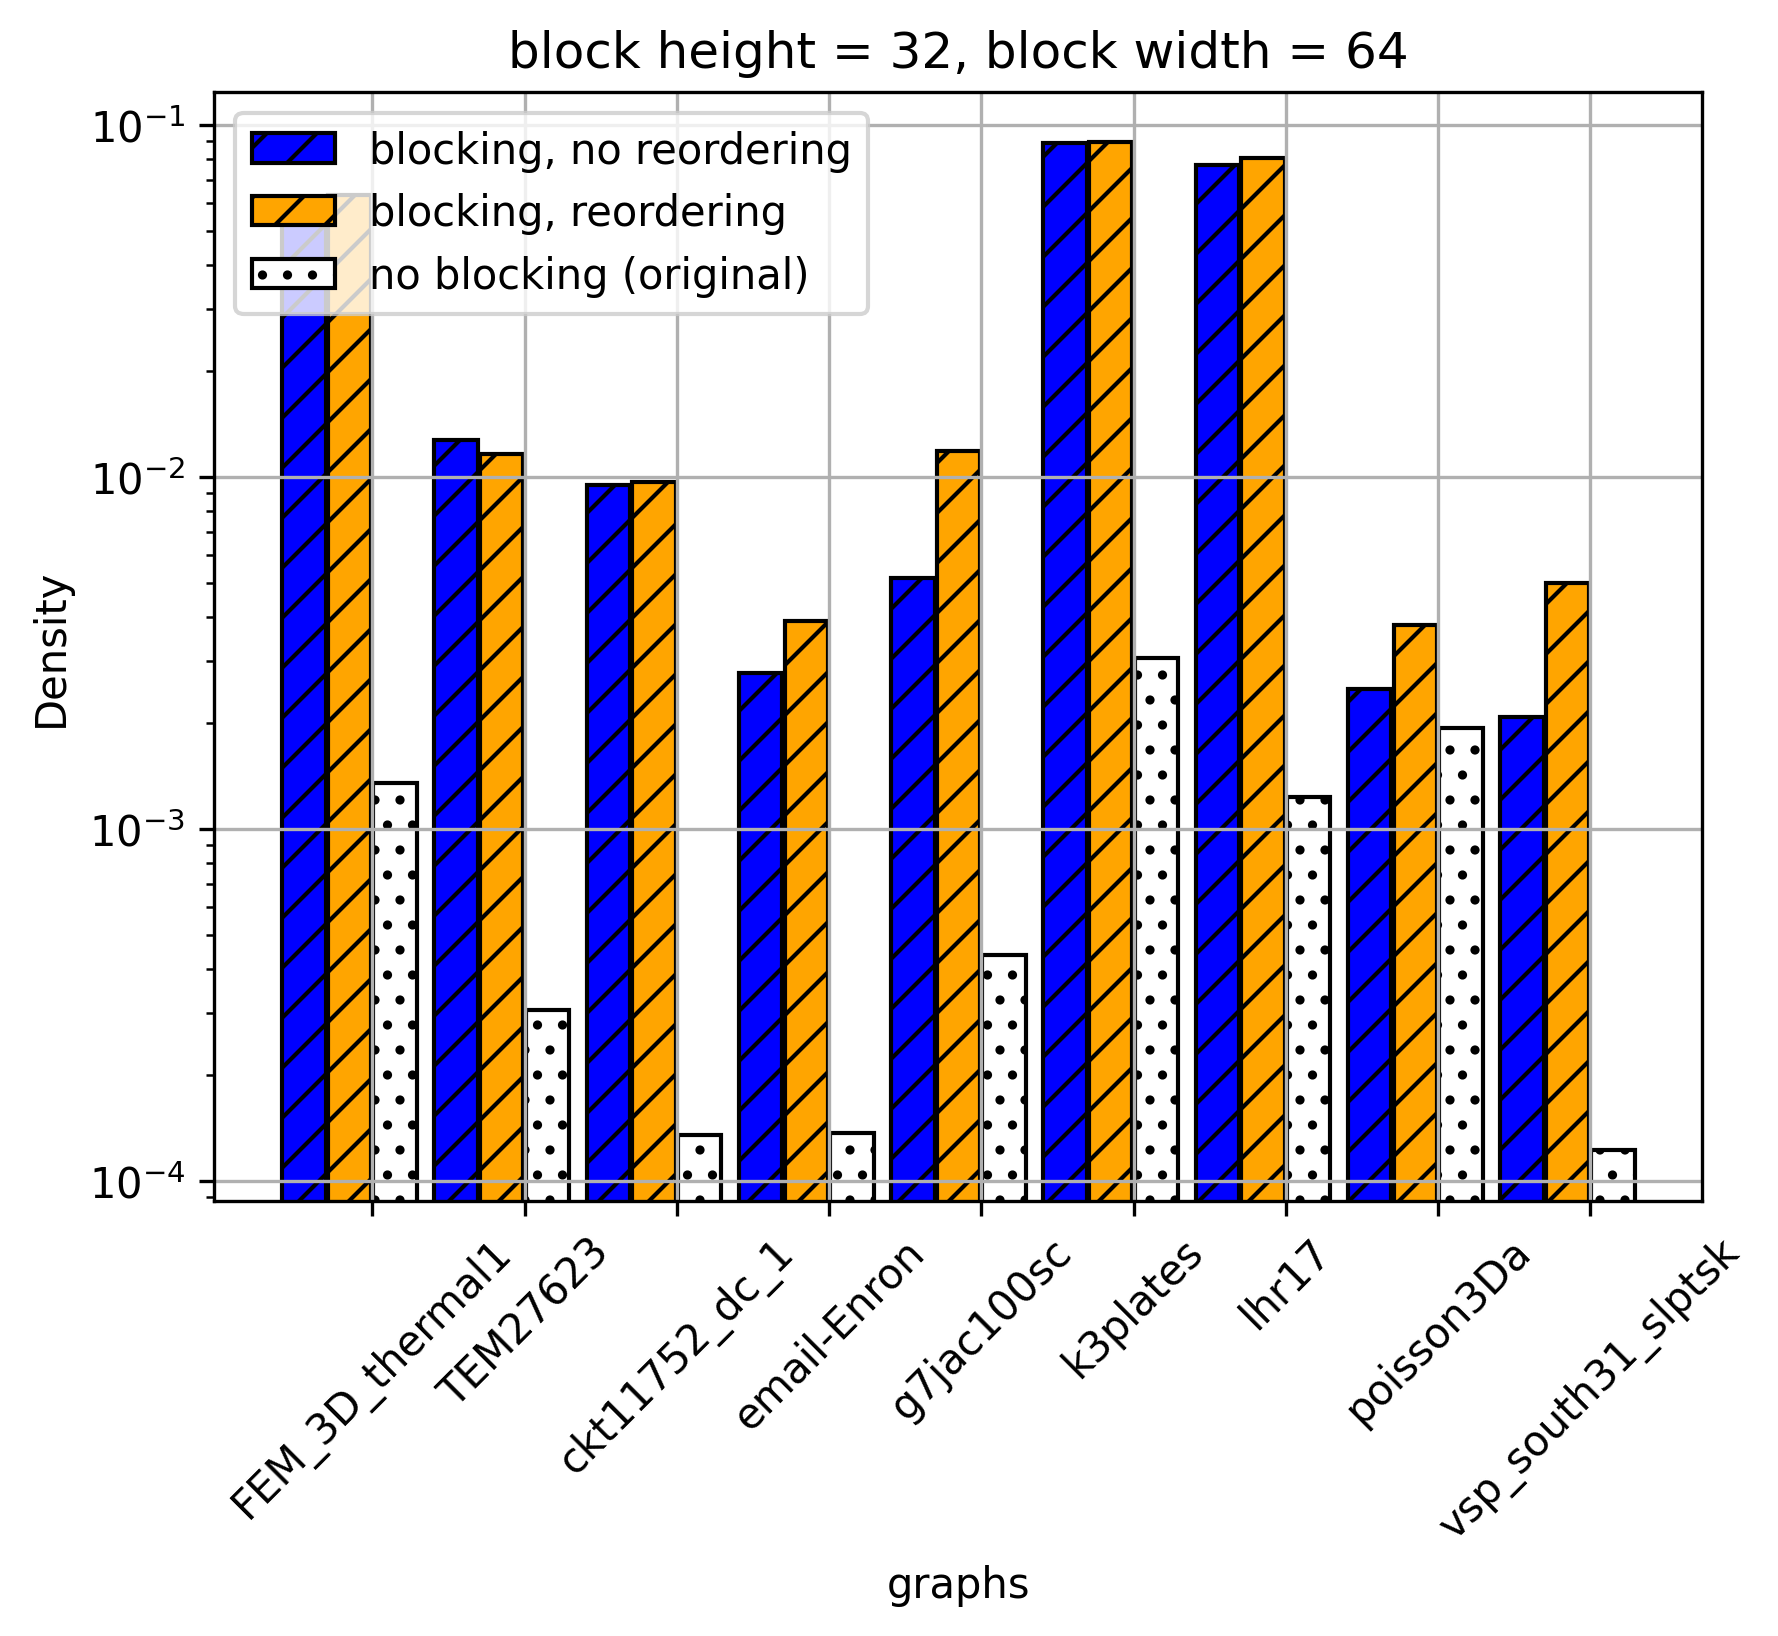 block height = 32, block width = 64
blocking, no reordering
blocking, reordering
no blocking (original)
10⁻¹
10⁻²
10⁻³
10⁻⁴
Density
FEM_3D_thermal1
TEM27623
ckt11752_dc_1
email-Enron
g7jac100sc
k3plates
lhr17
poisson3Da
vsp_south31_slptsk
graphs